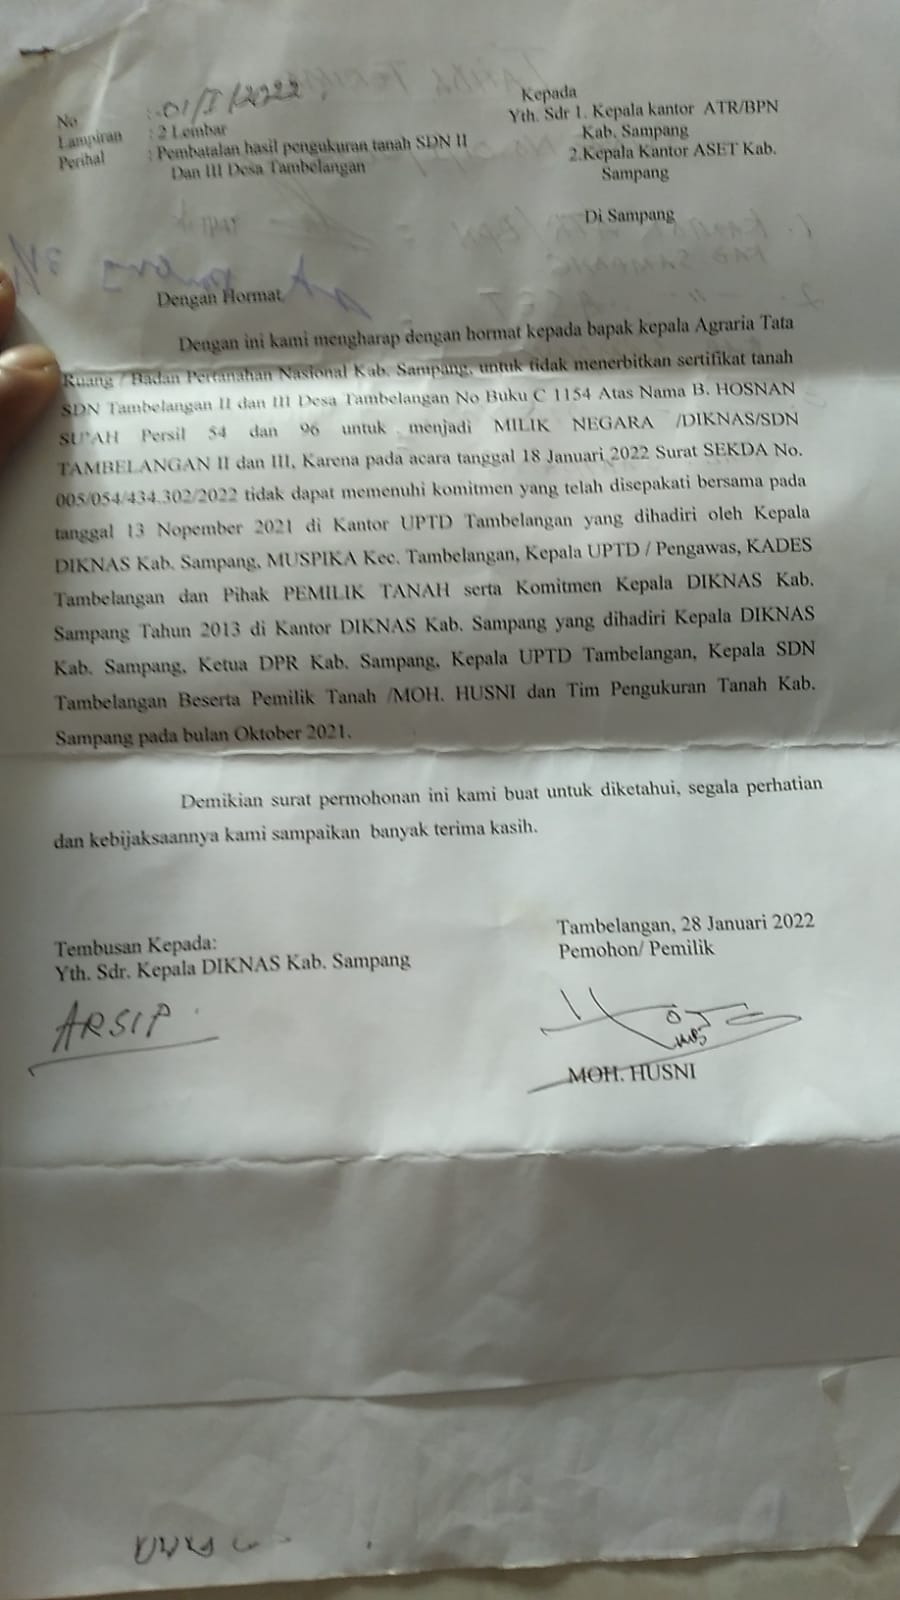 No : 01/I/2022
Lampiran : 2 Lembar
Perihal : Pembatalan hasil pengukuran tanah SDN II
Dan III Desa Tambelangan
Kepada
Yth. Sdr 1. Kepala kantor ATR/BPN
Kab. Sampang
2.Kepala Kantor ASET Kab.
Sampang
Di Sampang
Dengan Hormat,
Dengan ini kami mengharap dengan hormat kepada bapak kepala Agraria Tata
Ruang / Badan Pertanahan Nasional Kab. Sampang, untuk tidak menerbitkan sertifikat tanah
SDN Tambelangan II dan III Desa Tambelangan No Buku C 1154 Atas Nama B. HOSNAN
SU'AH Persil 54 dan 96 untuk menjadi MILIK NEGARA /DIKNAS/SDN
TAMBELANGAN II dan III, Karena pada acara tanggal 18 Januari 2022 Surat SEKDA No.
005/054/434.302/2022 tidak dapat memenuhi komitmen yang telah disepakati bersama pada
tanggal 13 Nopember 2021 di Kantor UPTD Tambelangan yang dihadiri oleh Kepala
DIKNAS Kab. Sampang, MUSPIKA Kec. Tambelangan, Kepala UPTD / Pengawas, KADES
Tambelangan dan Pihak PEMILIK TANAH serta Komitmen Kepala DIKNAS Kab.
Sampang Tahun 2013 di Kantor DIKNAS Kab. Sampang yang dihadiri Kepala DIKNAS
Kab. Sampang, Ketua DPR Kab. Sampang, Kepala UPTD Tambelangan, Kepala SDN
Tambelangan Beserta Pemilik Tanah /MOH. HUSNI dan Tim Pengukuran Tanah Kab.
Sampang pada bulan Oktober 2021.
Demikian surat permohonan ini kami buat untuk diketahui, segala perhatian
dan kebijaksaannya kami sampaikan banyak terima kasih.
Tambelangan, 28 Januari 2022
Pemohon/ Pemilik
Tembusan Kepada:
Yth. Sdr. Kepala DIKNAS Kab. Sampang
ARSIP
MOH. HUSNI